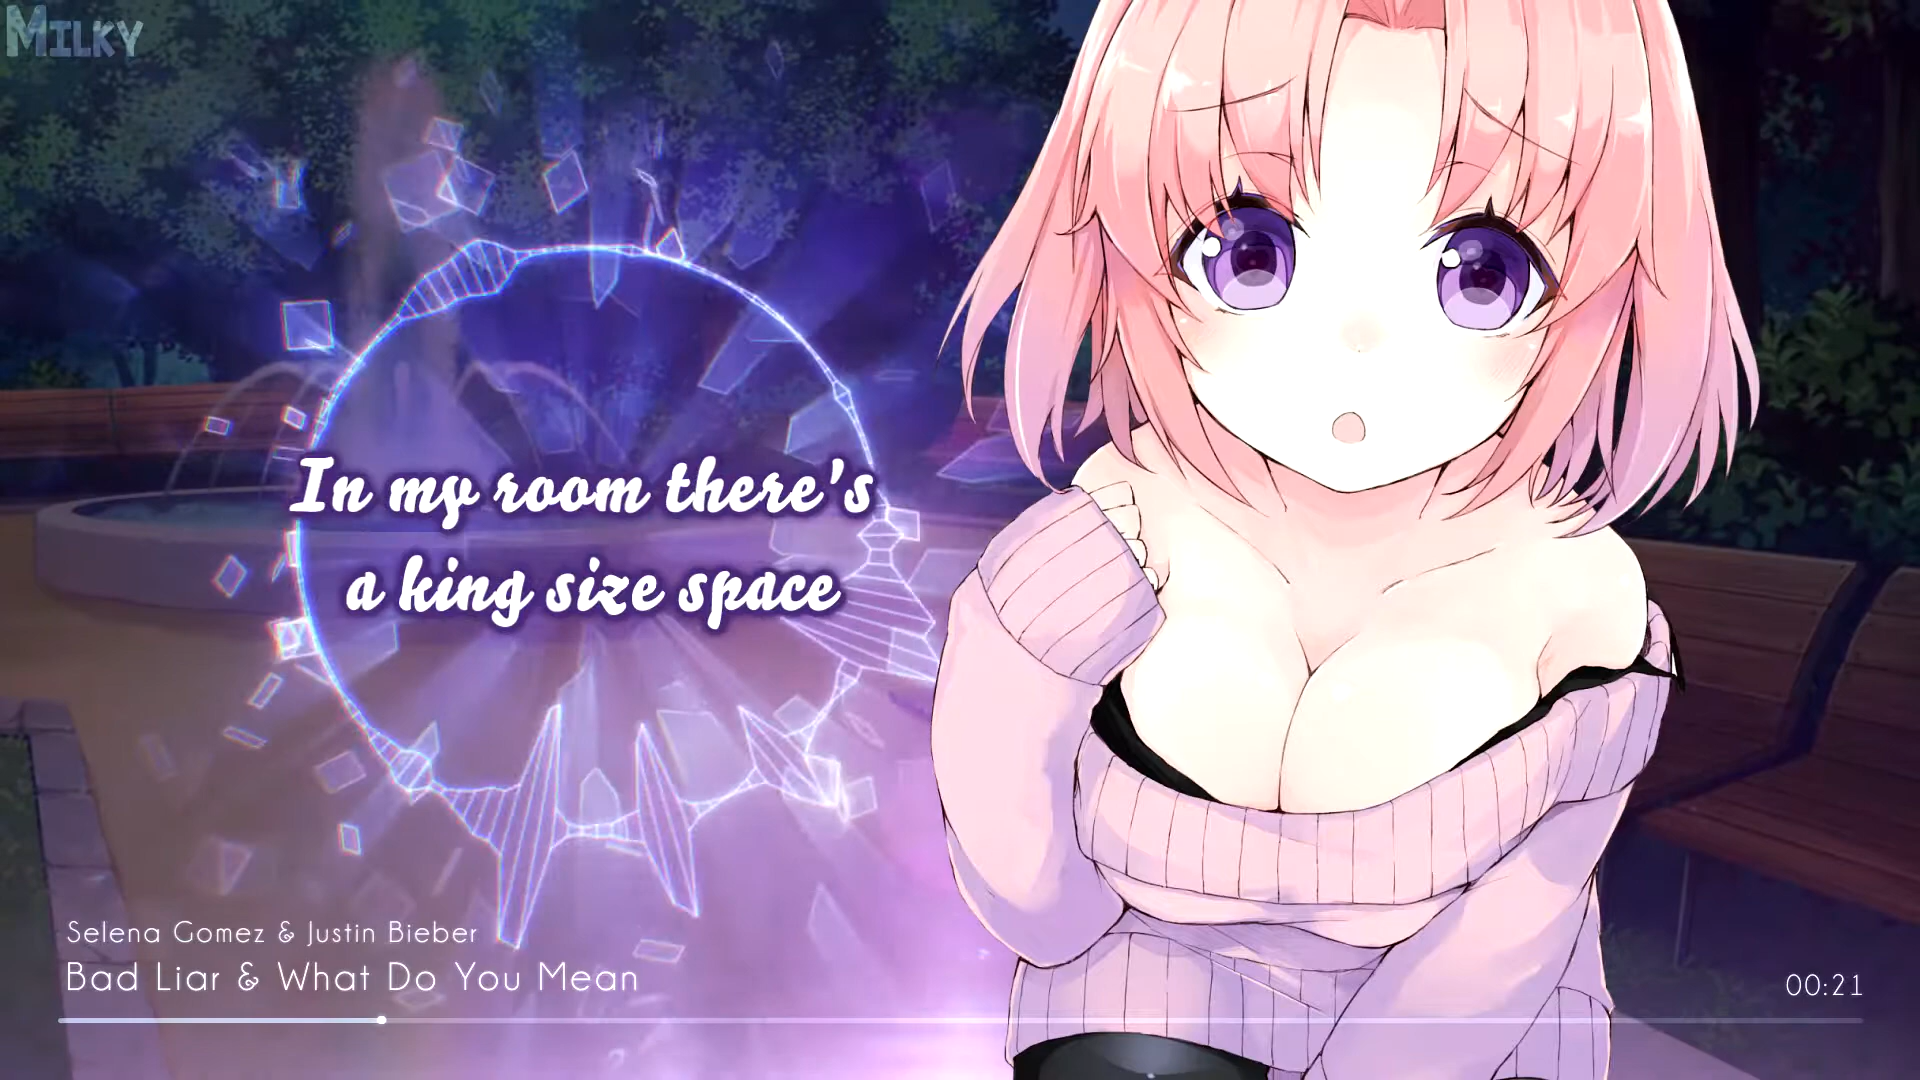 MILKY
In my room there's
a king size space
Selena Gomez & Justin Bieber
Bad Liar & What Do You Mean
00:21